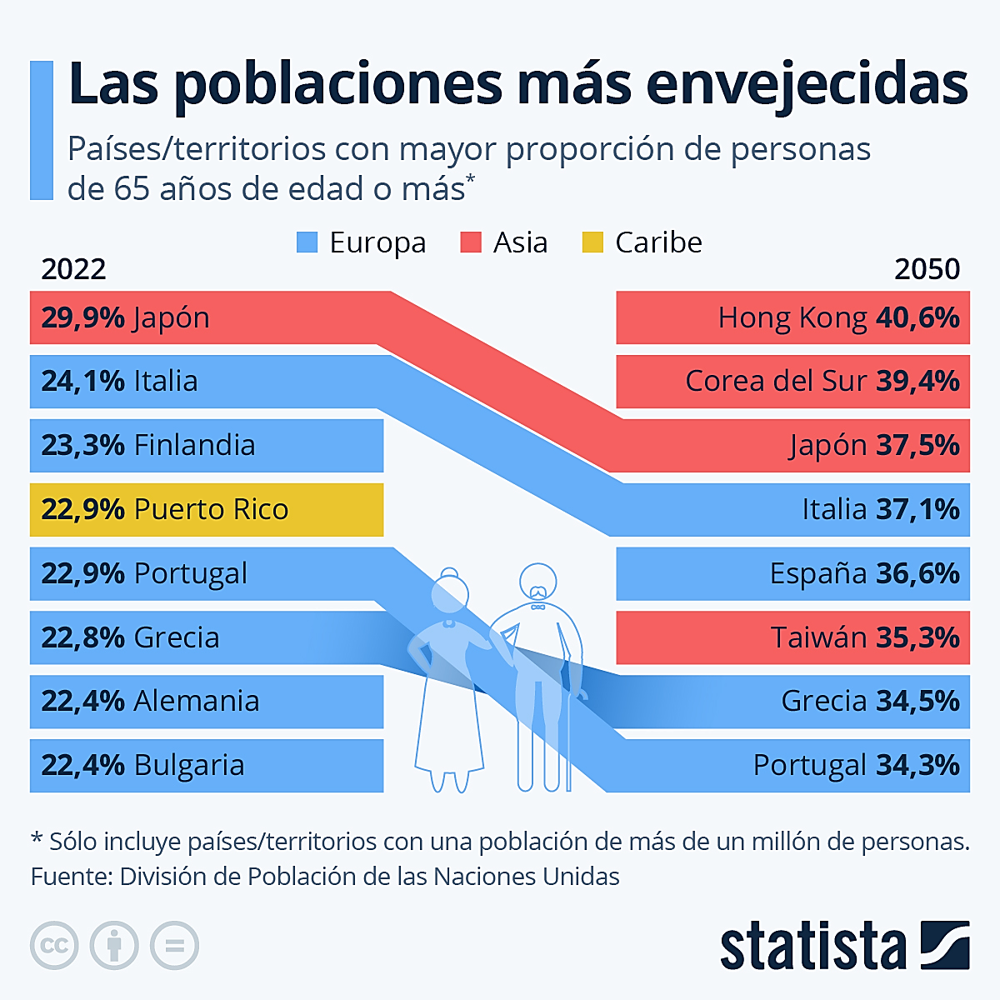 Las poblaciones más envejecidas
Países/territorios con mayor proporción de personas
de 65 años de edad o más*
Europa Asia Caribe
2022 2050
29,9% Japón
24,1% Italia
23,3% Finlandia
22,9% Puerto Rico
22,9% Portugal
22,8% Grecia
22,4% Alemania
22,4% Bulgaria
Hong Kong 40,6%
Corea del Sur 39,4%
Japón 37,5%
Italia 37,1%
España 36,6%
Taiwán 35,3%
Grecia 34,5%
Portugal 34,3%
* Sólo incluye países/territorios con una población de más de un millón de personas.
Fuente: División de Población de las Naciones Unidas
cc
statista